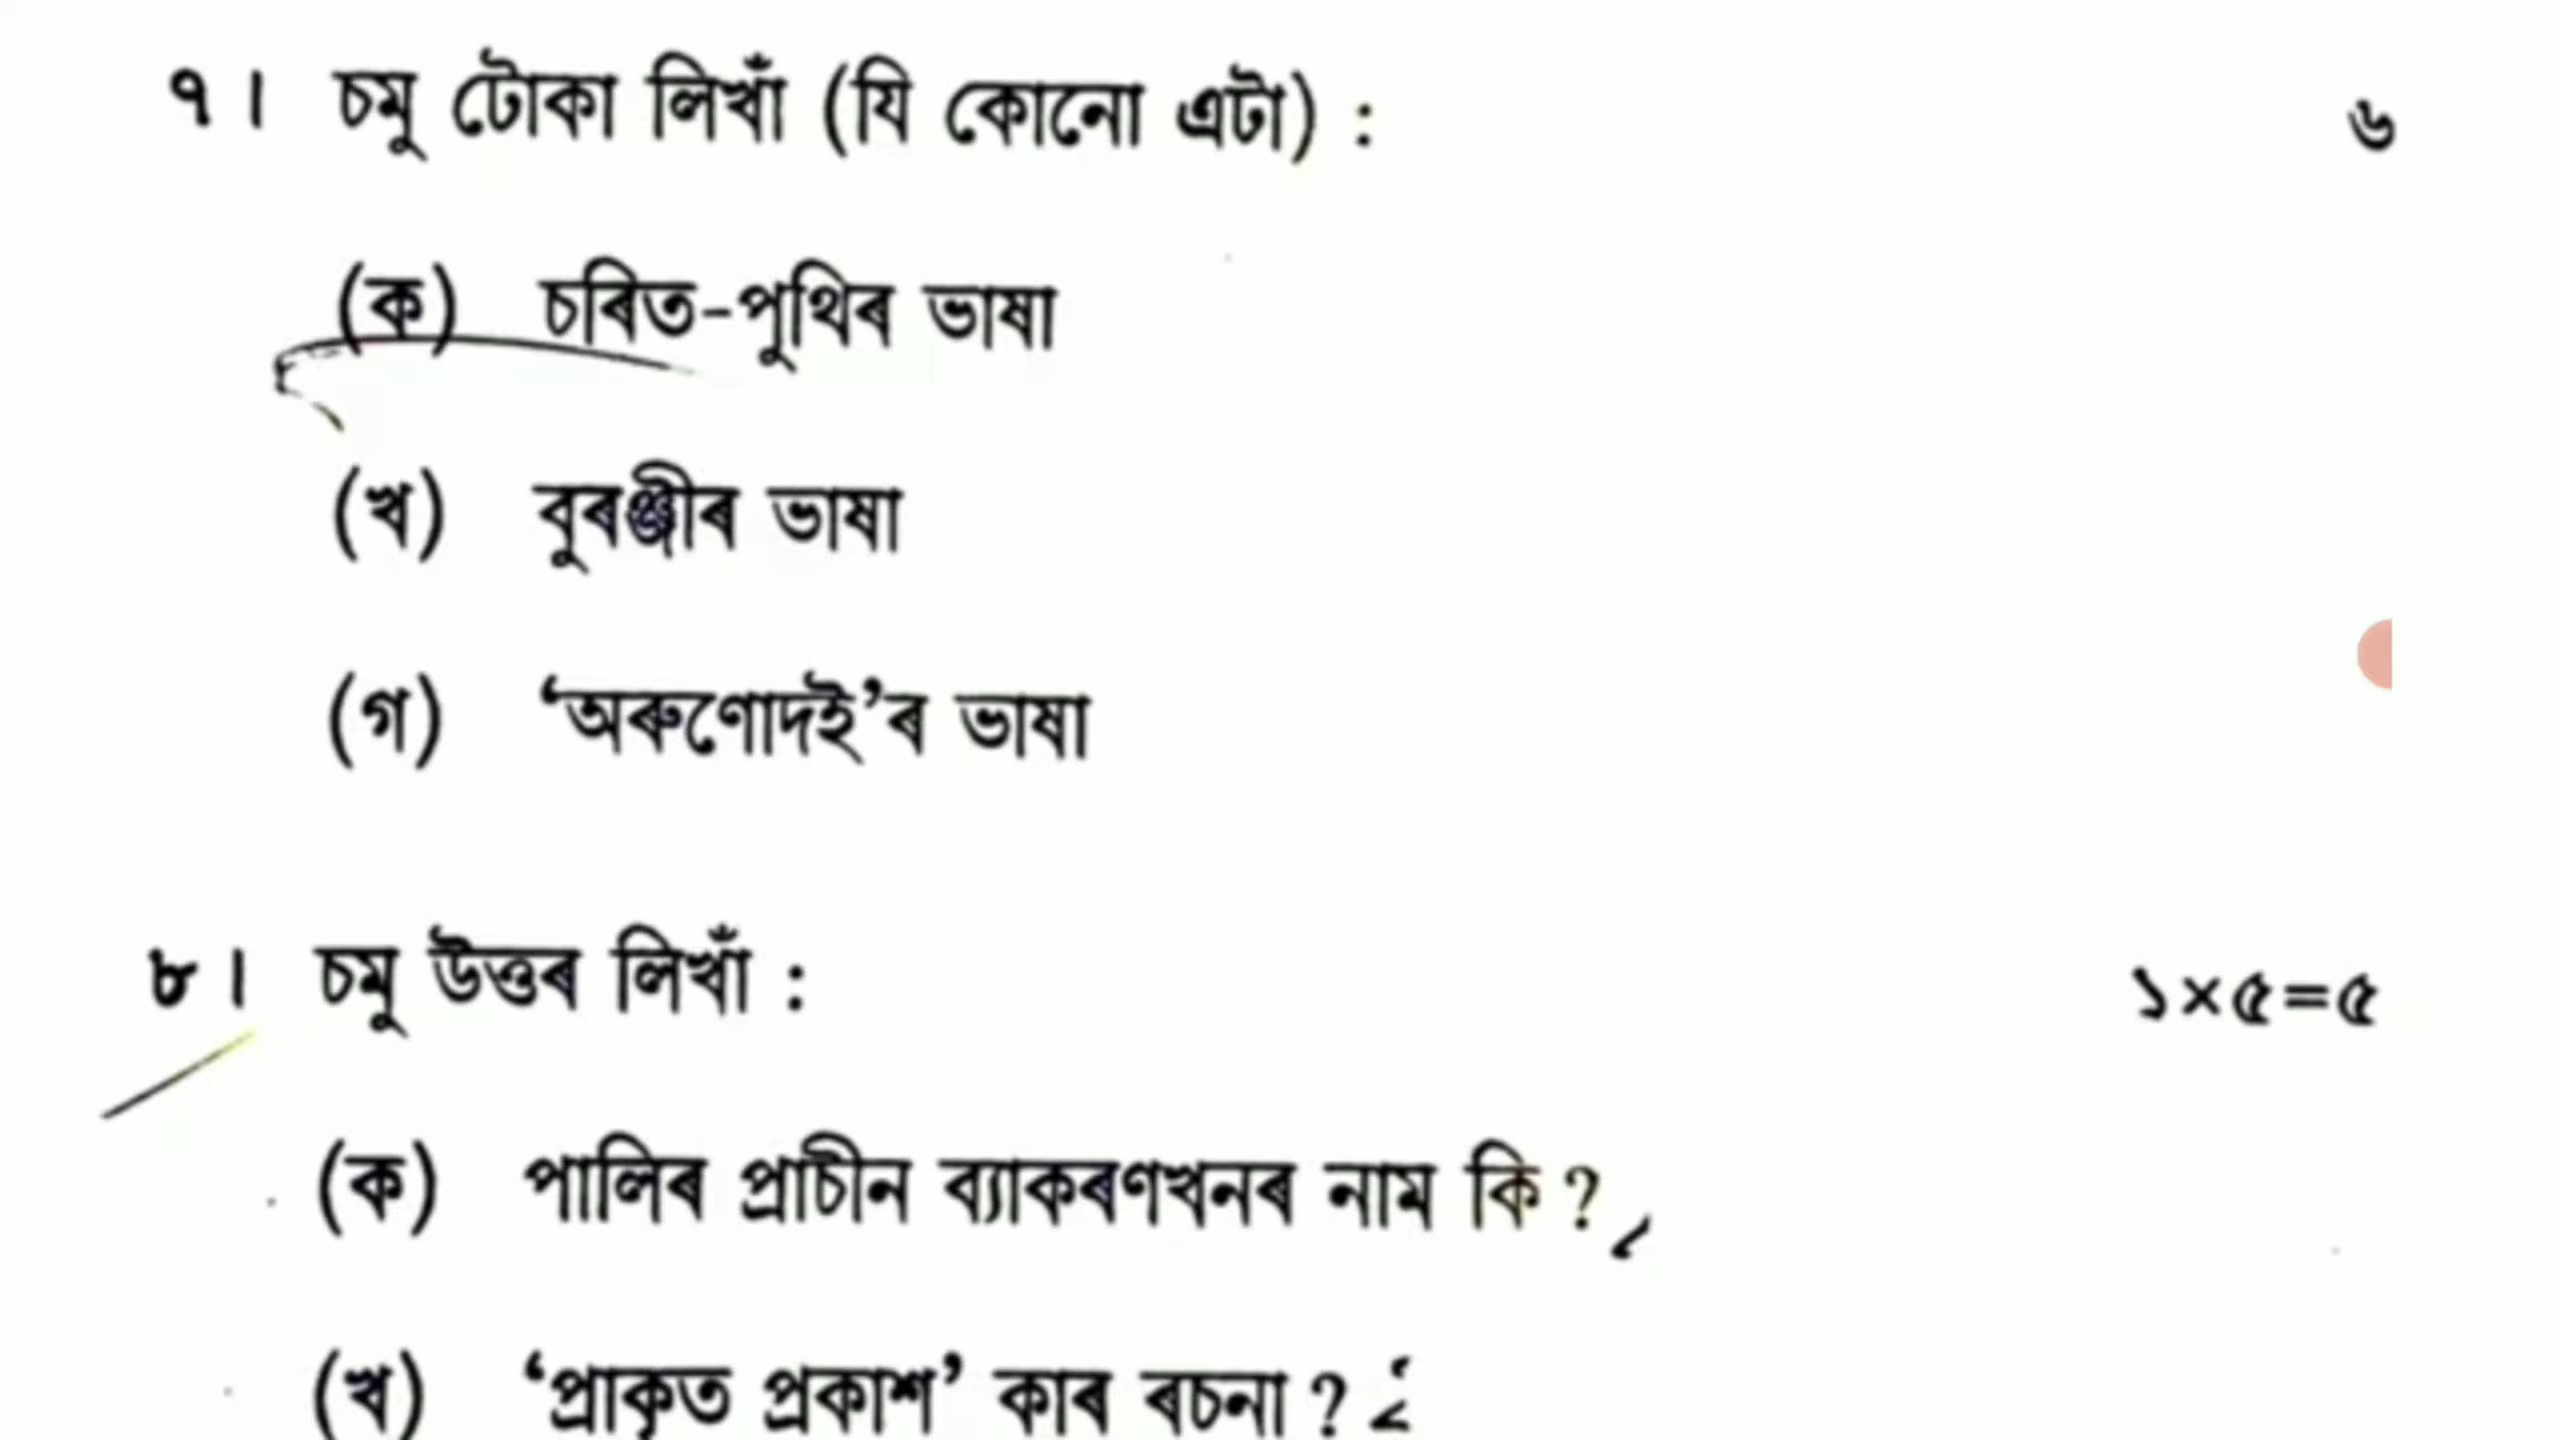 ৭। চমু টোকা লিখাঁ (যি কোনো এটা) : ৬
(ক) চৰিত-পুথিৰ ভাষা
(খ) বুৰঞ্জীৰ ভাষা
(গ) ‘অৰুণোদই’ৰ ভাষা
৮। চমু উত্তৰ লিখাঁ : ১×৫=৫
(ক) পালিৰ প্ৰাচীন ব্যাকৰণখনৰ নাম কি?
(খ) ‘প্ৰাকৃত প্ৰকাশ’ কাৰ ৰচনা?